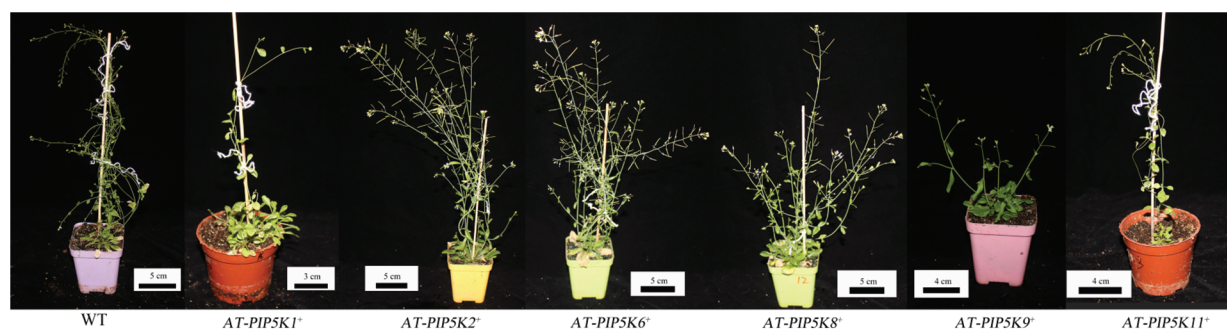 5 cm
3 cm
5 cm
5 cm
5 cm
4 cm
4 cm
12
WT
AT-PIP5K1⁺
AT-PIP5K2⁺
AT-PIP5K6⁺
AT-PIP5K8⁺
AT-PIP5K9⁺
AT-PIP5K11⁺